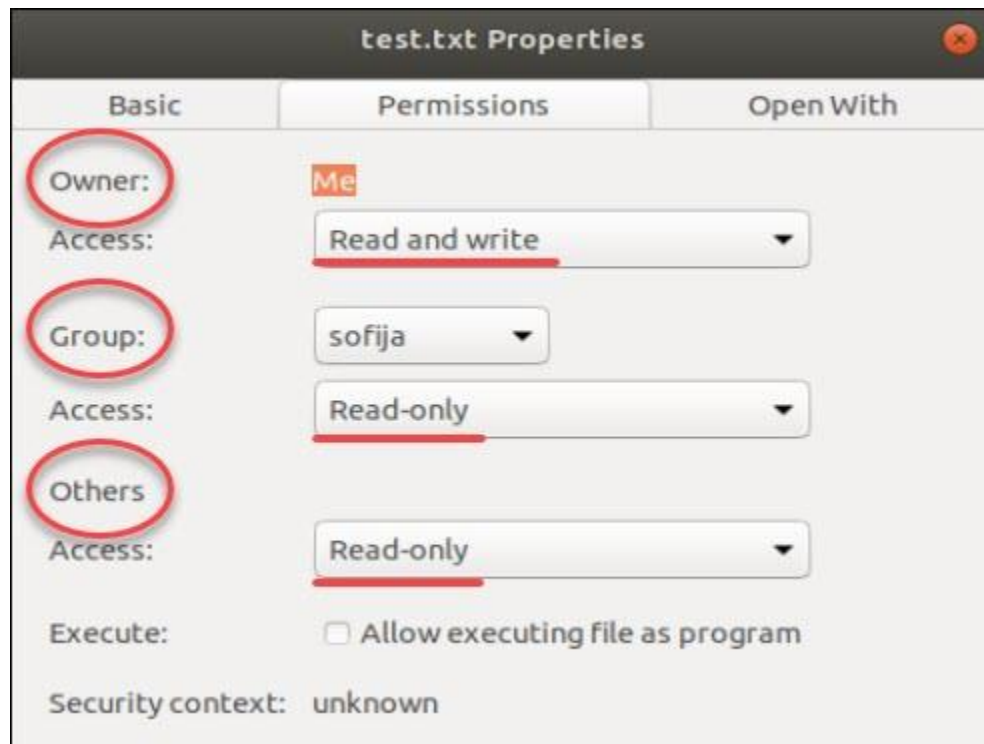 test.txt Properties
Basic Permissions Open With
Owner: Me
Access: Read and write
Group: sofija
Access: Read-only
Others
Access: Read-only
Execute: Allow executing file as program
Security context: unknown